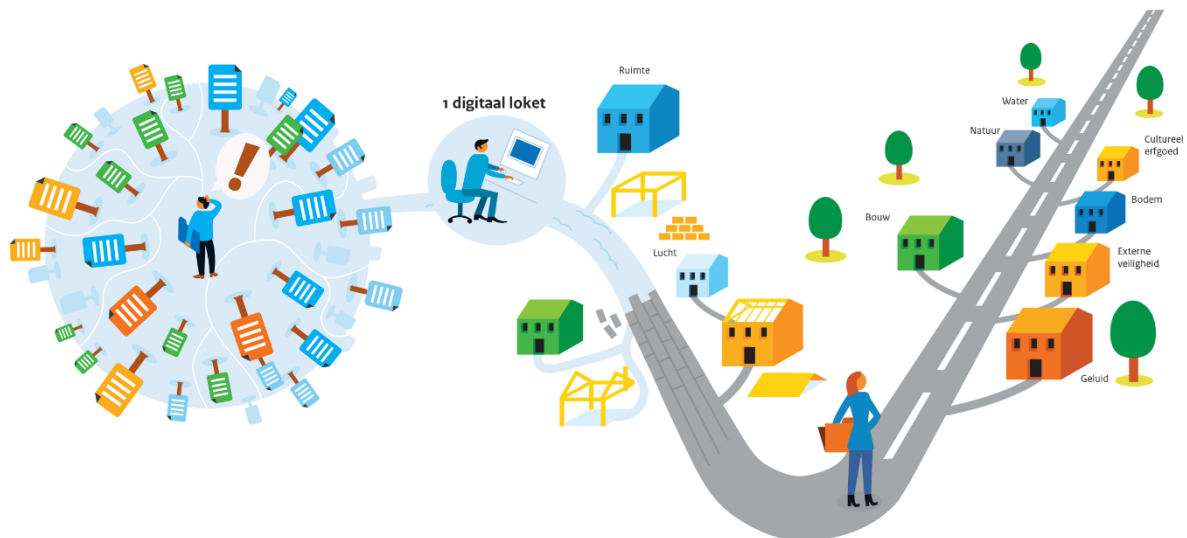 1 digitaal loket
Ruimte
Lucht
Bouw
Natuur
Water
Cultureel
erfgoed
Bodem
Externe
veiligheid
Geluid
!